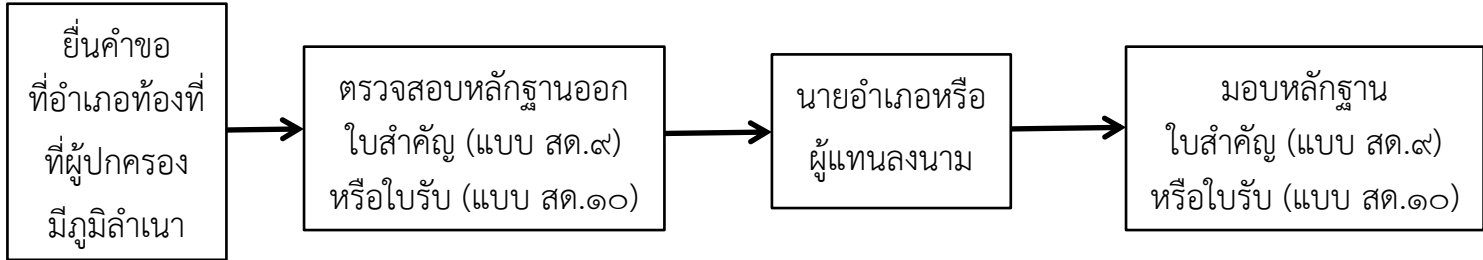 ยื่นคำขอ
ที่อำเภอท้องที่
ที่ผู้ปกครอง
มีภูมิลำเนา
ตรวจสอบหลักฐานออก
ใบสำคัญ (แบบ สด.๙)
หรือใบรับ (แบบ สด.๑๐)
นายอำเภอหรือ
ผู้แทนลงนาม
มอบหลักฐาน
ใบสำคัญ (แบบ สด.๙)
หรือใบรับ (แบบ สด.๑๐)